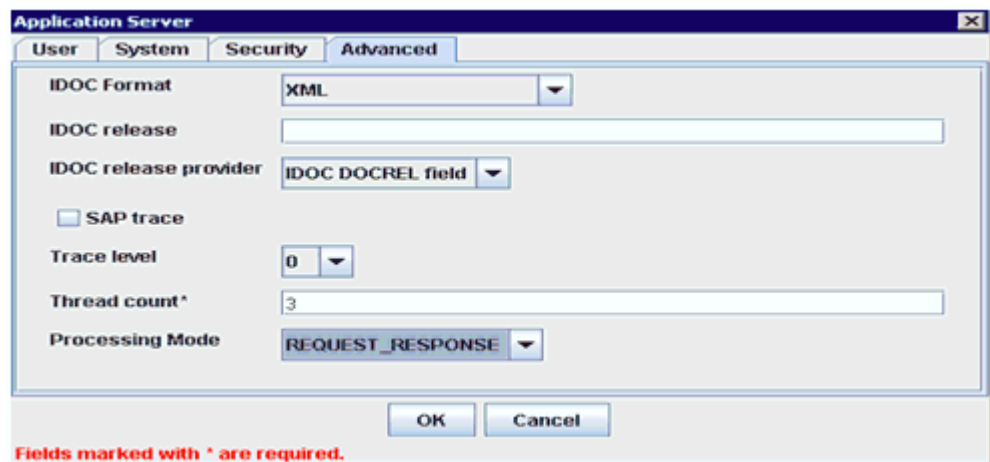 Application Server
User System Security Advanced
IDOC Format XML
IDOC release
IDOC release provider IDOC DOCREL field
SAP trace
Trace level 0
Thread count* 3
Processing Mode REQUEST_RESPONSE
OK Cancel
Fields marked with * are required.